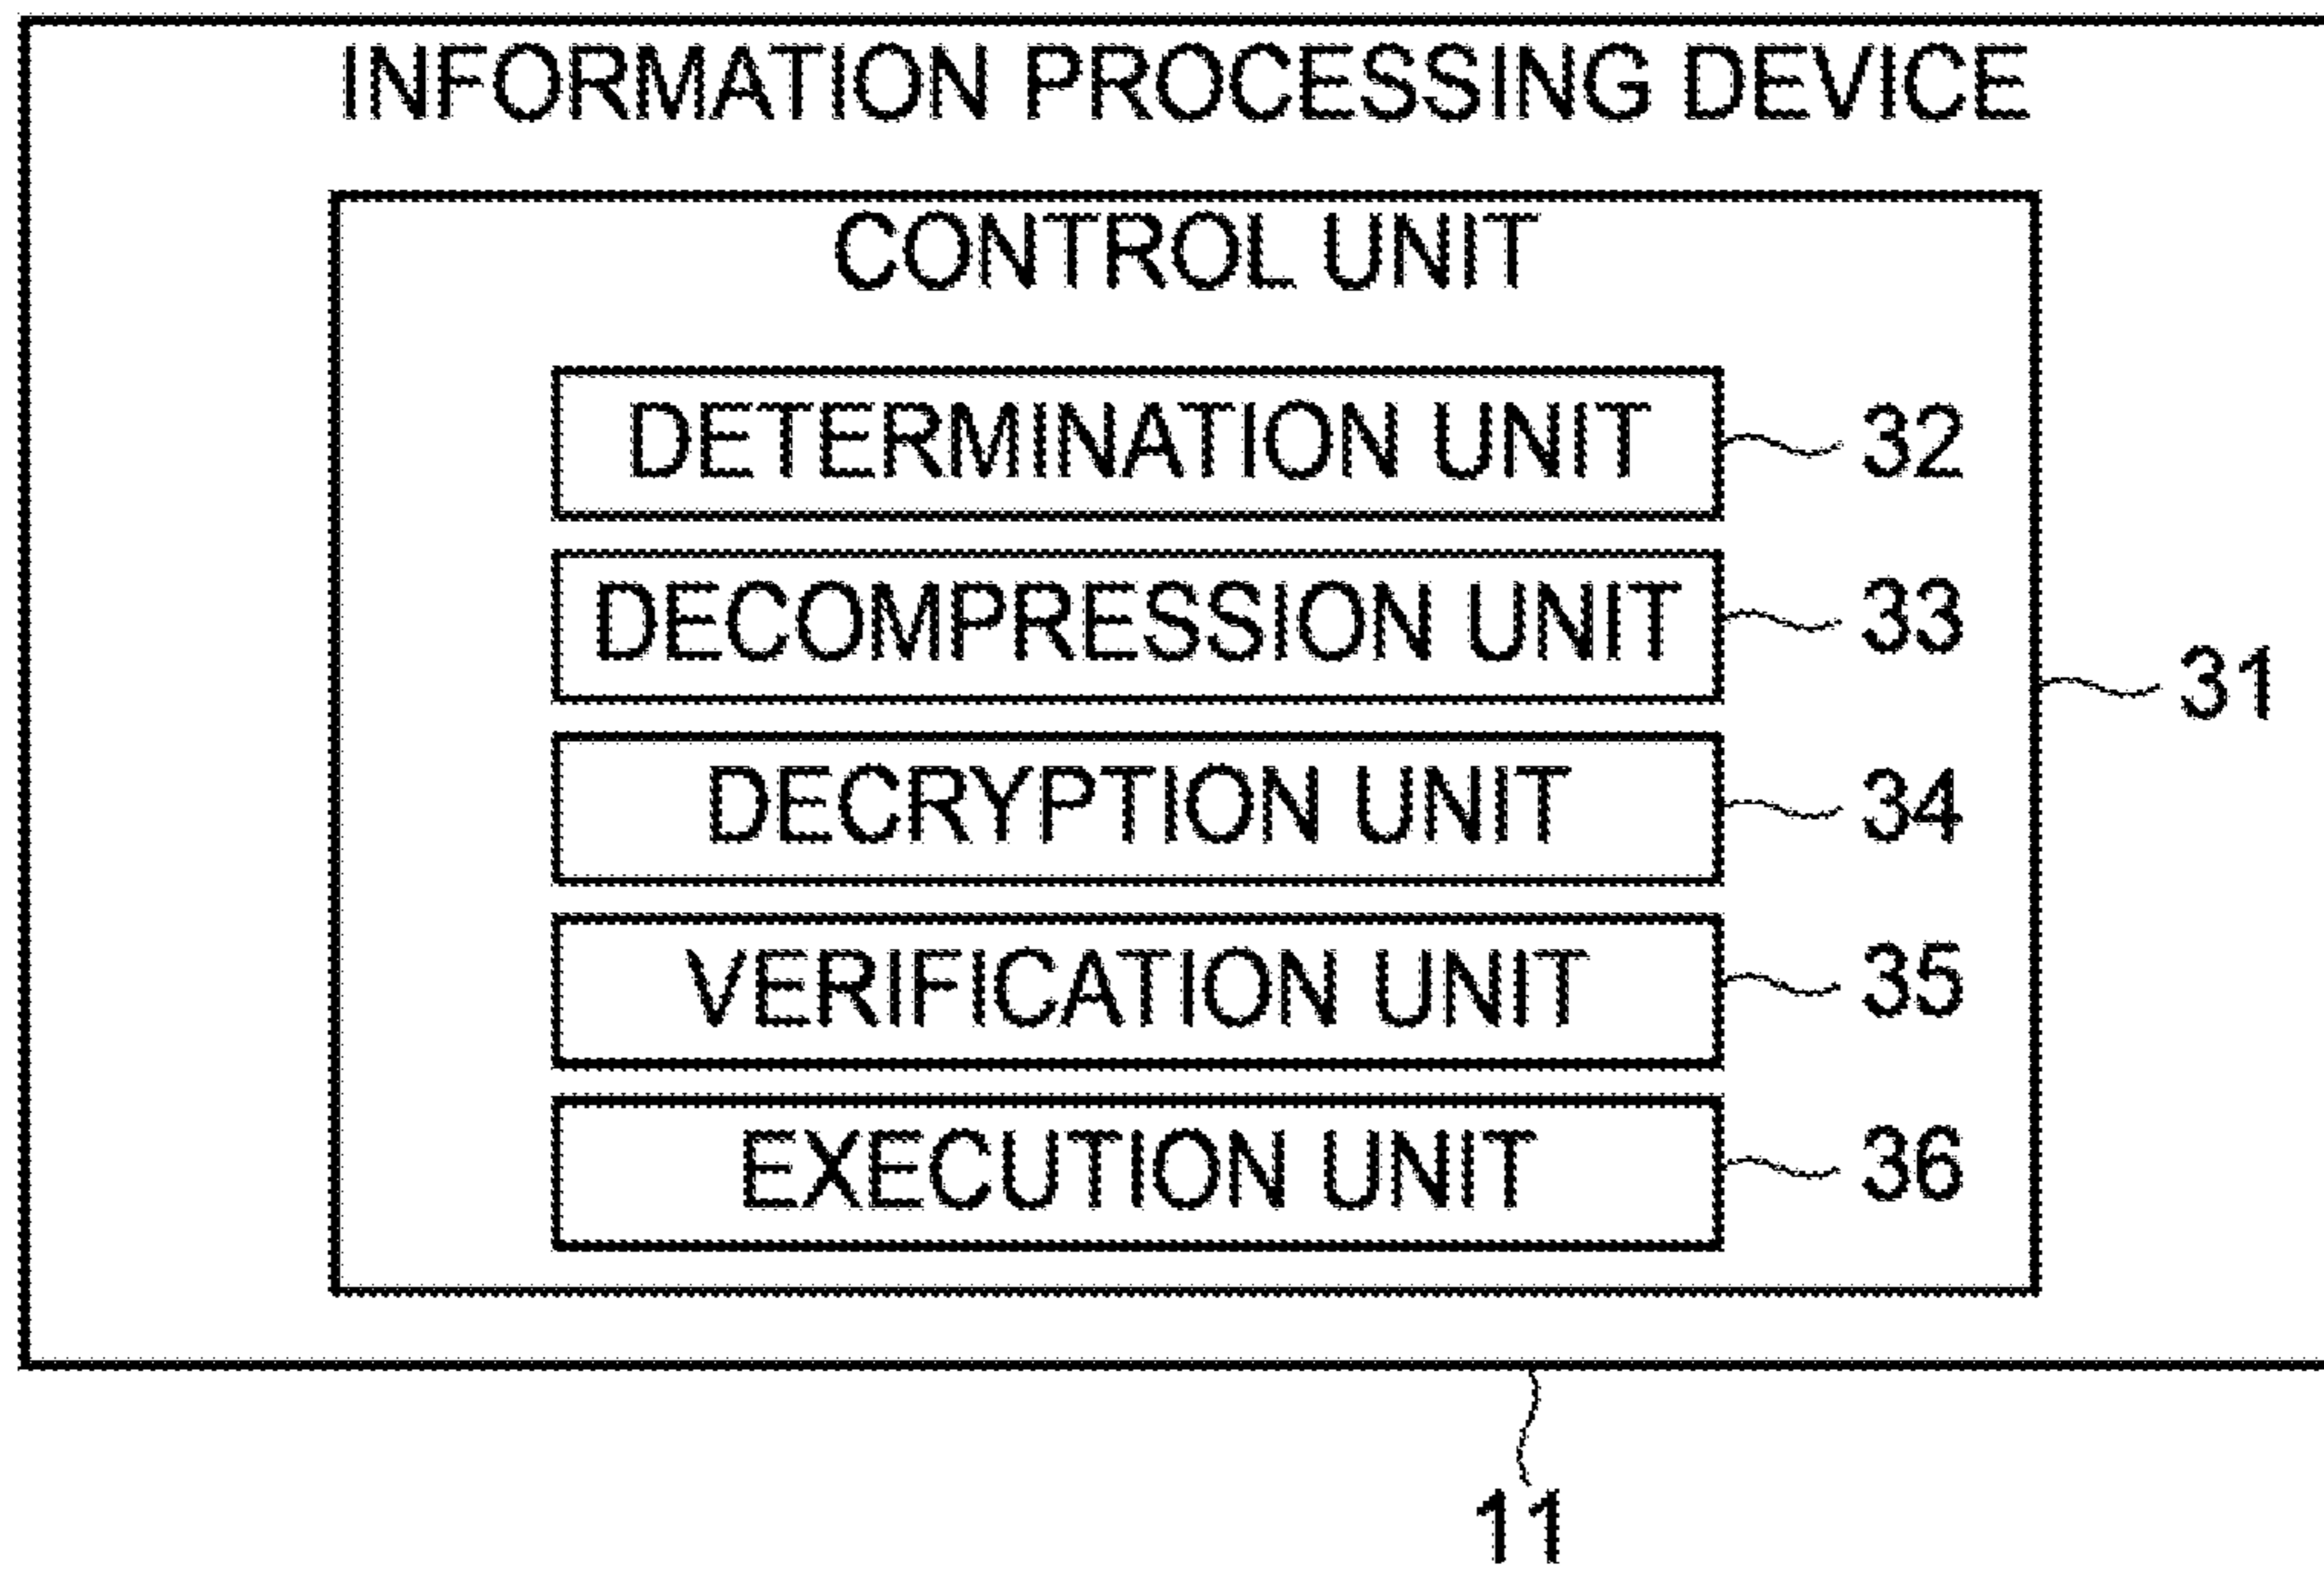 INFORMATION PROCESSING DEVICE
CONTROL UNIT
DETERMINATION UNIT 32
DECOMPRESSION UNIT 33
31
DECRYPTION UNIT 34
VERIFICATION UNIT 35
EXECUTION UNIT 36
11